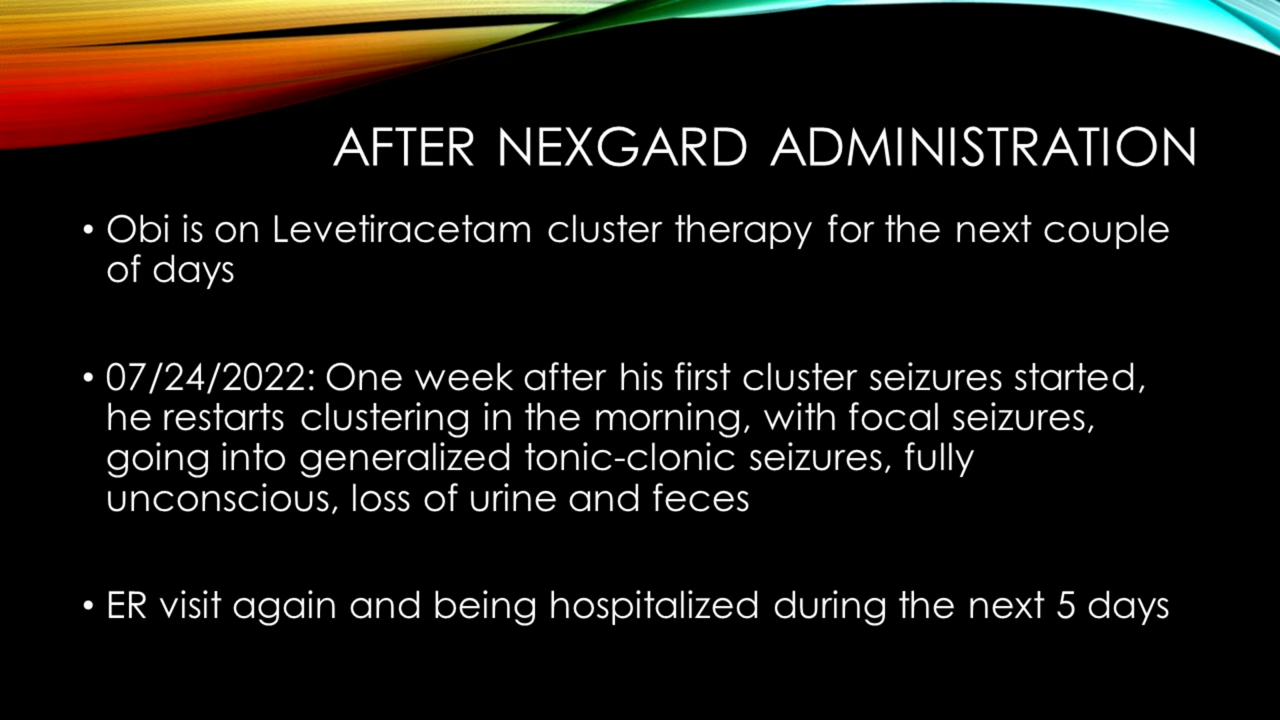 AFTER NEXGARD ADMINISTRATION
• Obi is on Levetiracetam cluster therapy for the next couple
of days
• 07/24/2022: One week after his first cluster seizures started,
he restarts clustering in the morning, with focal seizures,
going into generalized tonic-clonic seizures, fully
unconscious, loss of urine and feces
• ER visit again and being hospitalized during the next 5 days